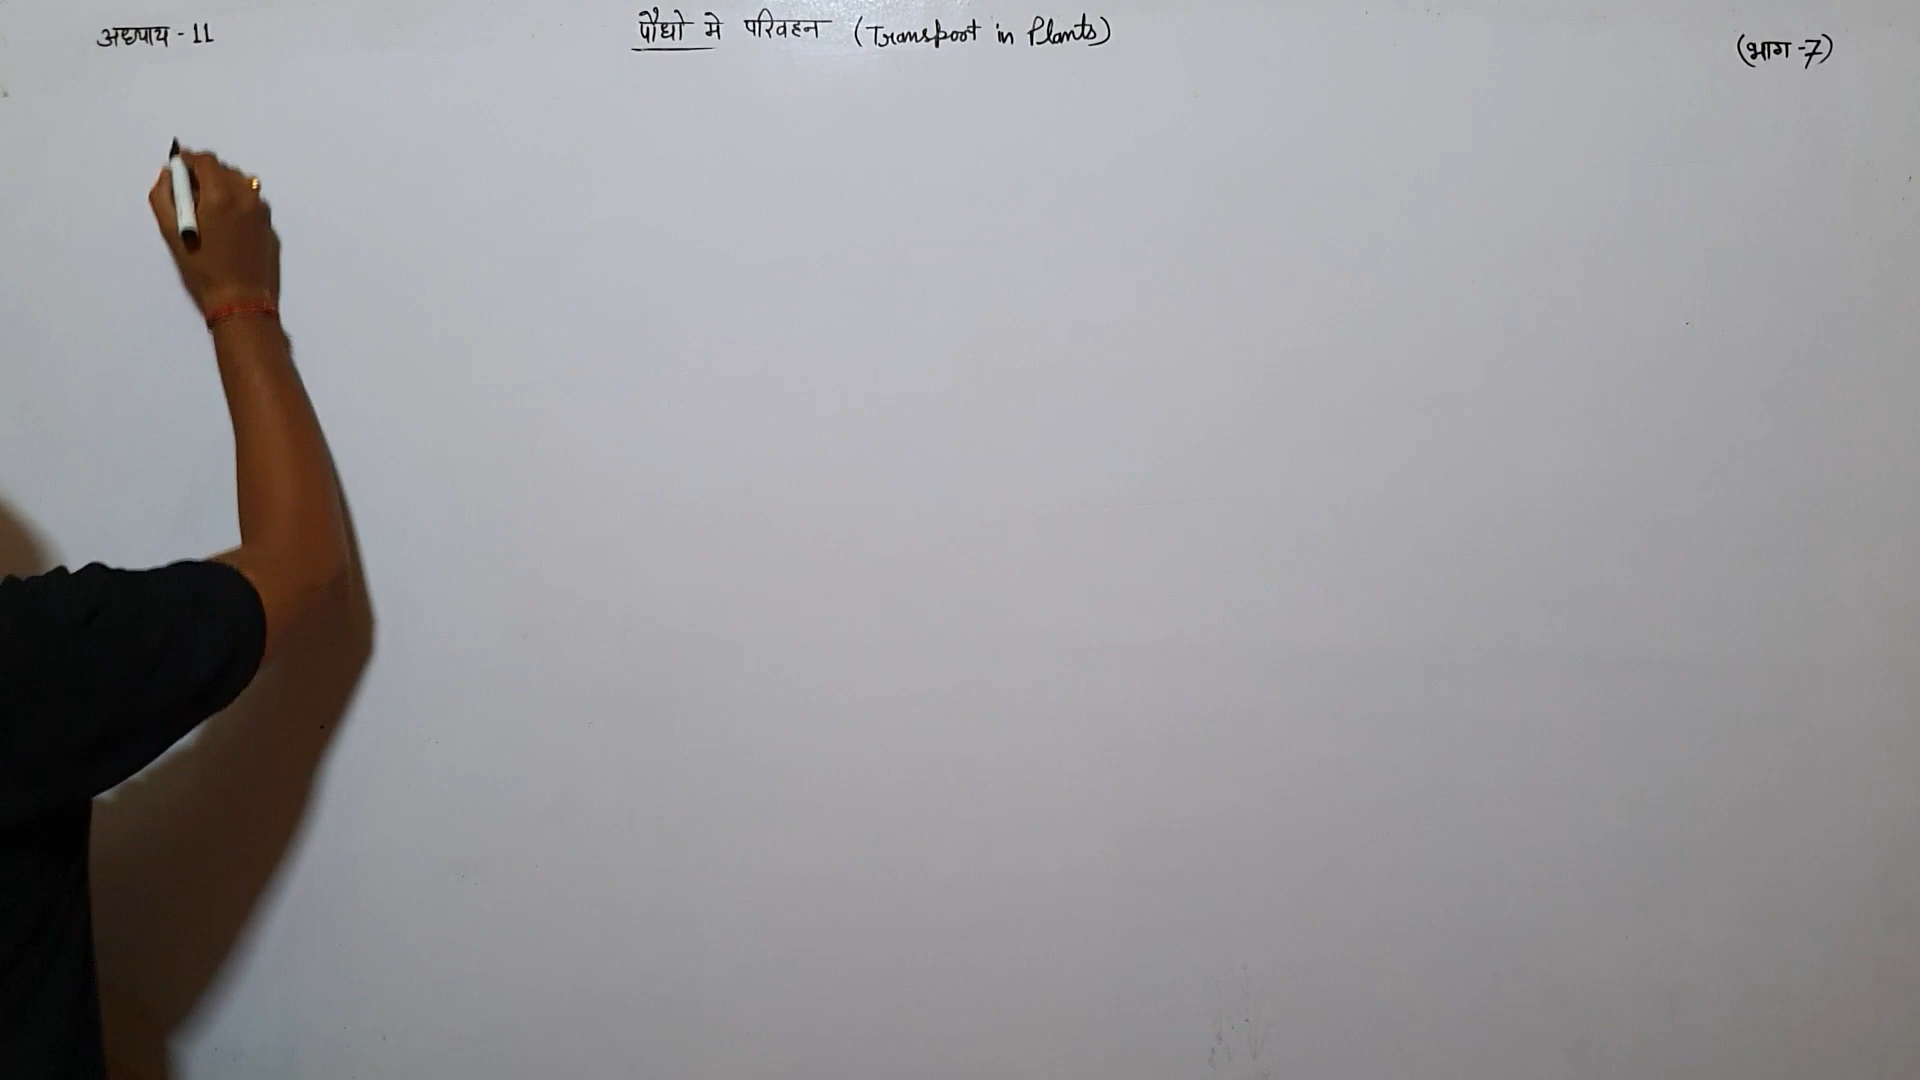 अध्याय - 11 पौधो मे परिवहन (Transport in Plants) (भाग -7)